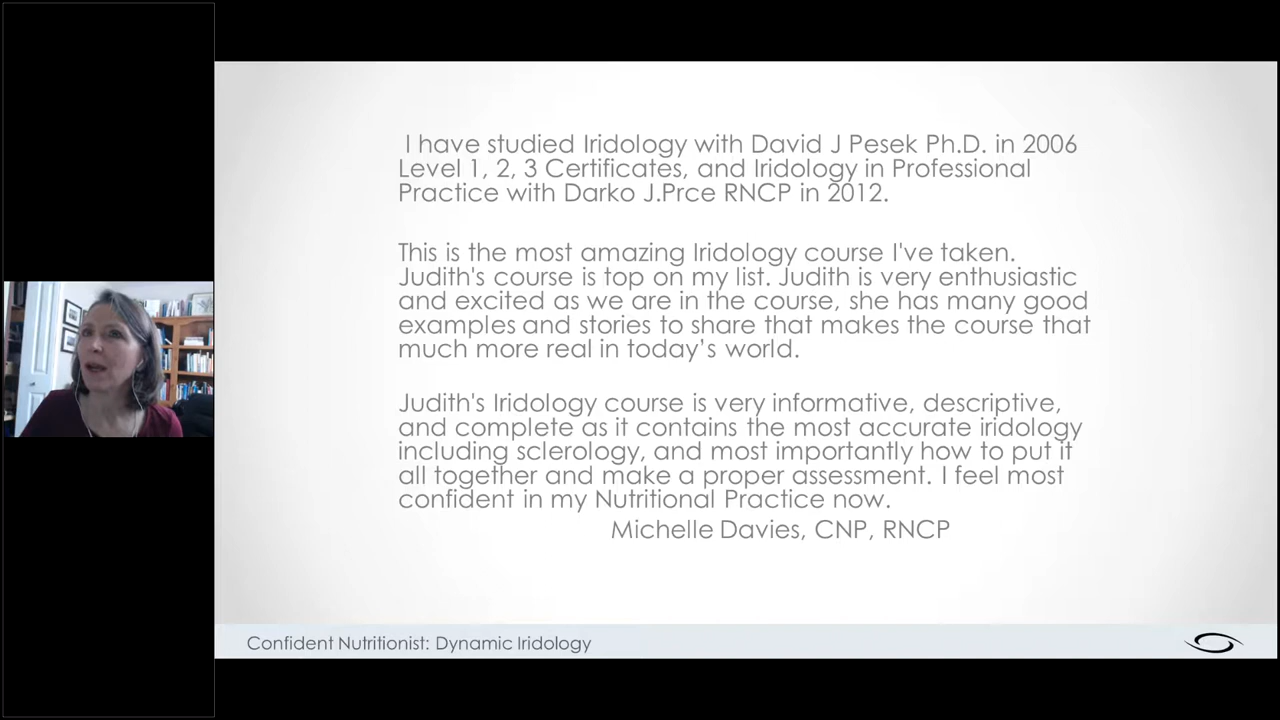 I have studied Iridology with David J Pesek Ph.D. in 2006
Level 1, 2, 3 Certificates, and Iridology in Professional
Practice with Darko J.Prce RNCP in 2012.
This is the most amazing Iridology course I've taken.
Judith's course is top on my list. Judith is very enthusiastic
and excited as we are in the course, she has many good
examples and stories to share that makes the course that
much more real in today’s world.
Judith's Iridology course is very informative, descriptive,
and complete as it contains the most accurate iridology
including sclerology, and most importantly how to put it
all together and make a proper assessment. I feel most
confident in my Nutritional Practice now.
Michelle Davies, CNP, RNCP
Confident Nutritionist: Dynamic Iridology